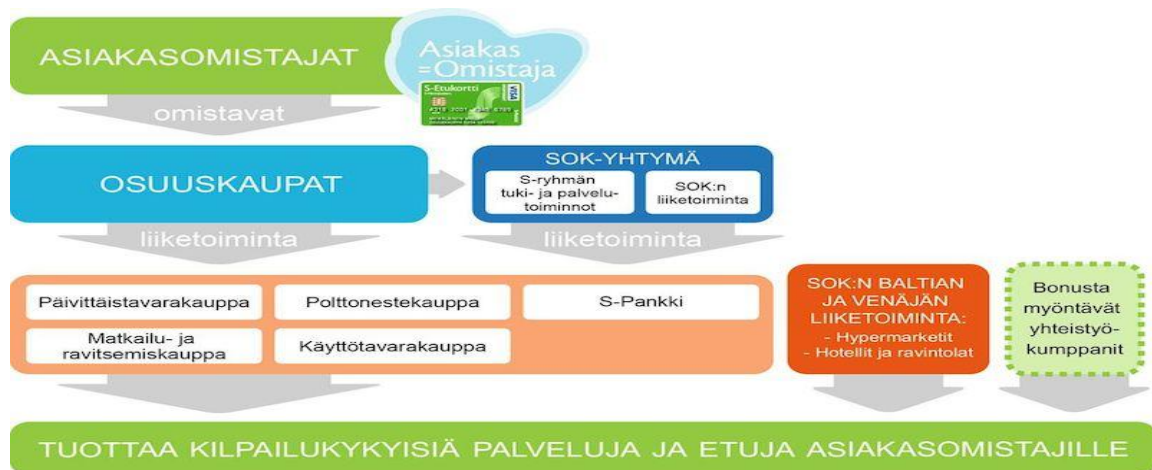 ASIAKASOMISTAJAT
Asiakas
=Omistaja
S-Etukortti
VISA
omistavat
OSUUSKAUPAT
SOK-YHTYMÄ
S-ryhmän
tuki- ja palvelu-
toiminnot
SOK:n
liiketoiminta
liiketoiminta
liiketoiminta
Päivittäistavarakauppa
Polttonestekauppa
S-Pankki
Matkailu- ja
ravitsemiskauppa
Käyttötavarakauppa
SOK:N BALTIAN
JA VENÄJÄN
LIIKETOIMINTA:
- Hypermarketit
- Hotellit ja ravintolat
Bonusta
myöntävät
yhteistyö-
kumppanit
TUOTTAA KILPAILUKYKYISIÄ PALVELUJA JA ETUJA ASIAKASOMISTAJILLE